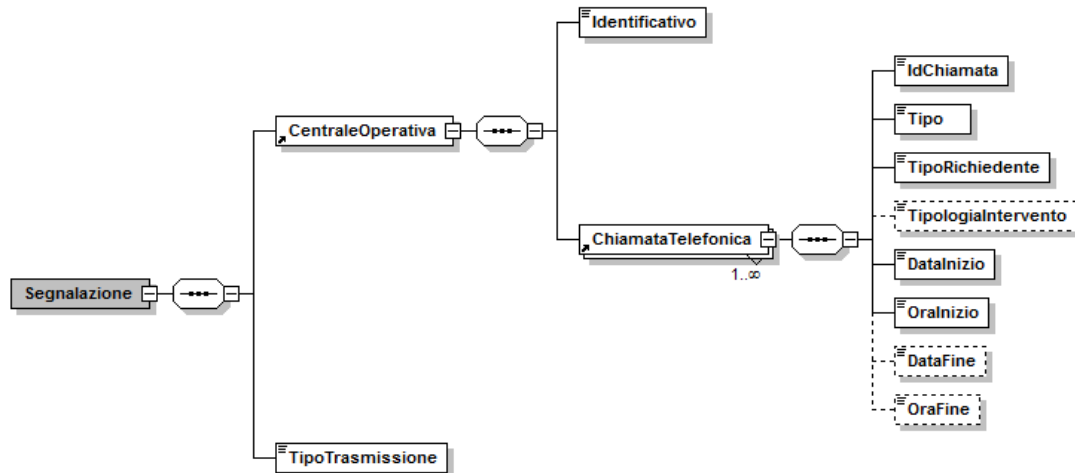 Segnalazione
CentraleOperativa
Identificativo
ChiamataTelefonica
1..∞
IdChiamata
Tipo
TipoRichiedente
TipologiaIntervento
DataInizio
OraInizio
DataFine
OraFine
TipoTrasmissione